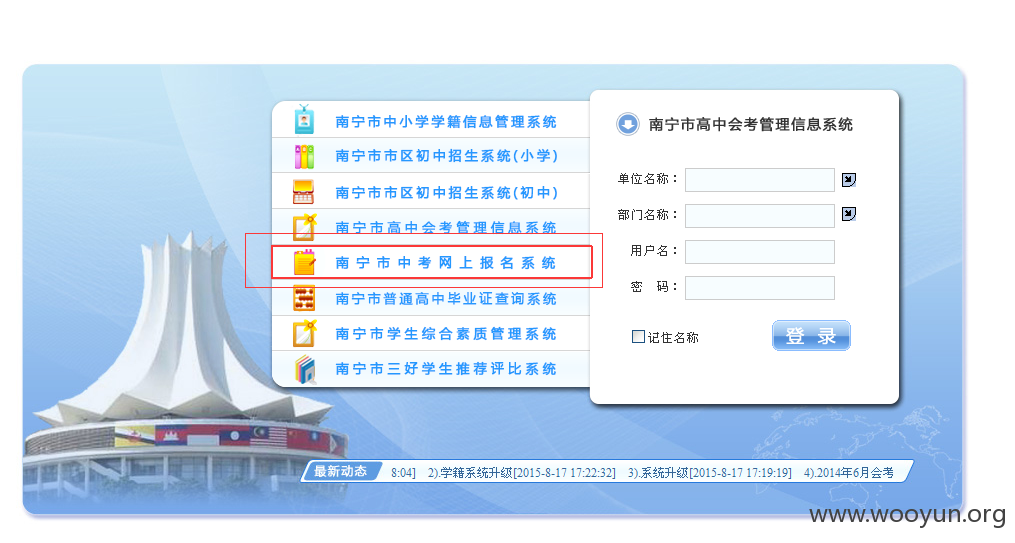 南宁市中小学学籍信息管理系统
南宁市市区初中招生系统(小学)
南宁市市区初中招生系统(初中)
南宁市高中会考管理信息系统
南宁市中考网上报名系统
南宁市普通高中毕业证查询系统
南宁市学生综合素质管理系统
南宁市三好学生推荐评比系统
南宁市高中会考管理信息系统
单位名称：
部门名称：
用户名：
密 码：
记住名称
登 录
最新动态 8:04] 2).学籍系统升级[2015-8-17 17:22:32] 3).系统升级[2015-8-17 17:19:19] 4).2014年6月会考
www.wooyun.org